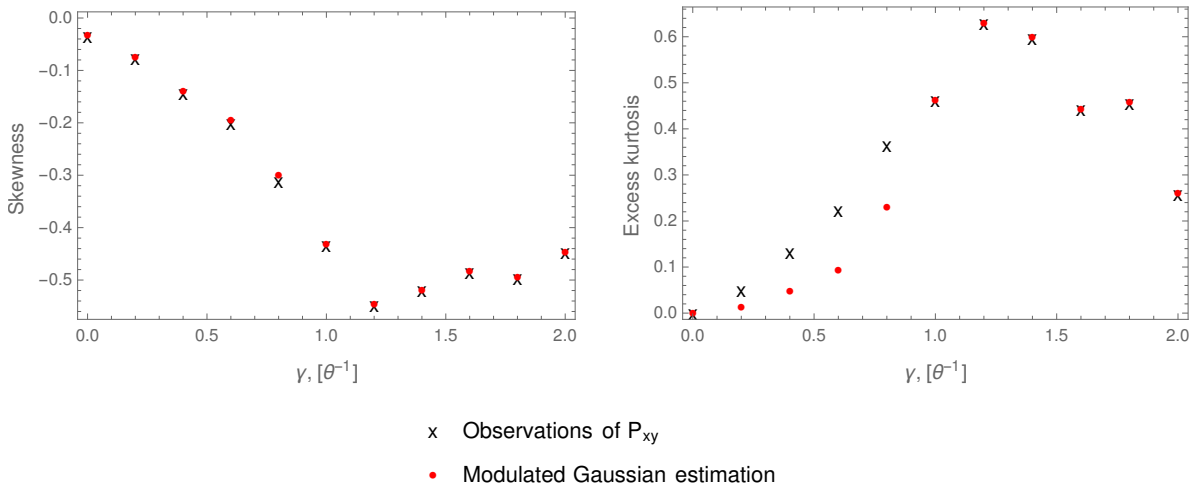 0.0
-0.1
-0.2
-0.3
-0.4
-0.5
Skewness
0.0 0.5 1.0 1.5 2.0
γ, [θ⁻¹]
0.6
0.5
0.4
0.3
0.2
0.1
0.0
Excess kurtosis
0.0 0.5 1.0 1.5 2.0
γ, [θ⁻¹]
x Observations of Pxy
Modulated Gaussian estimation